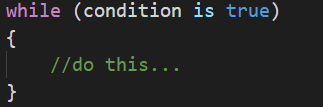 while (condition is true)
{
    //do this...
}